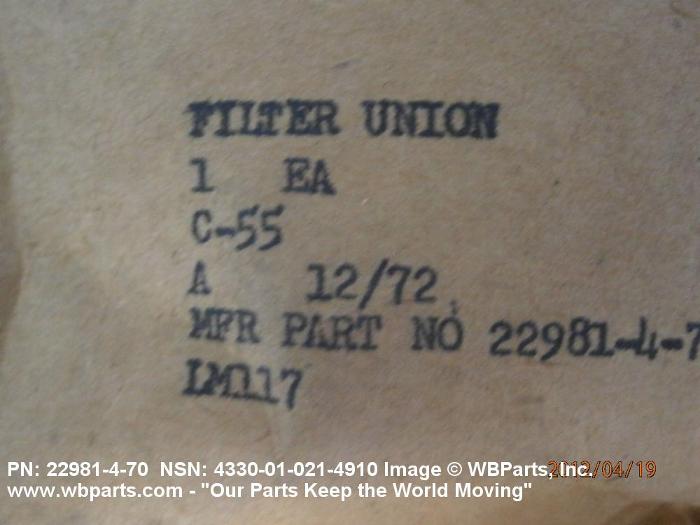 FILTER UNION
1 EA
C-55
A 12/72
MFR PART NO 22981-4-7
LM117
PN: 22981-4-70 NSN: 4330-01-021-4910 Image © WBParts, Inc. 2012/04/19
www.wbparts.com - "Our Parts Keep the World Moving"